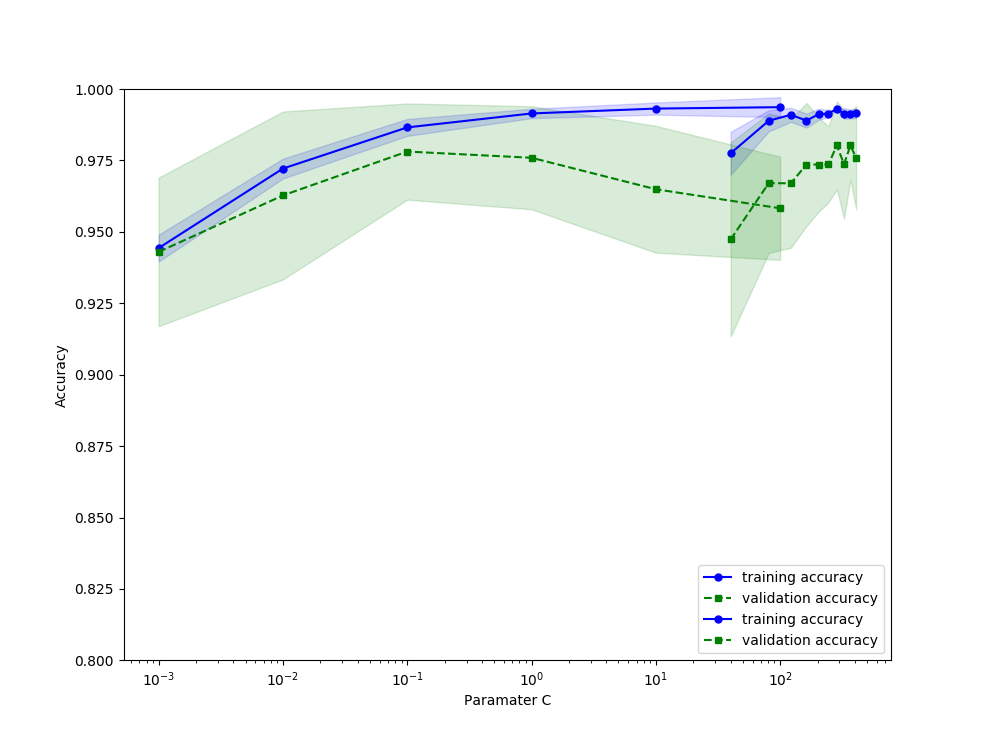 1.000
0.975
0.950
0.925
0.900
0.875
0.850
0.825
0.800
Accuracy
10⁻³ 10⁻² 10⁻¹ 10⁰ 10¹ 10²
Paramater C
training accuracy
validation accuracy
training accuracy
validation accuracy